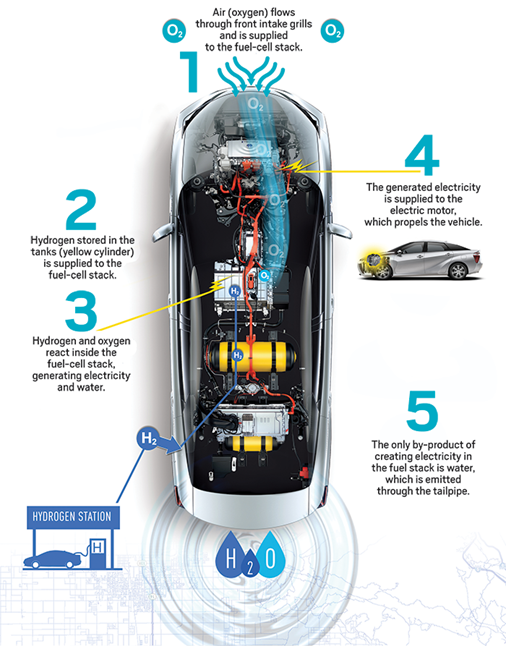 Air (oxygen) flows
through front intake grills
and is supplied
to the fuel-cell stack.
O₂
O₂
1
O₂
O₂
O₂
O₂
4
The generated electricity
is supplied to the
electric motor,
which propels the vehicle.
2
Hydrogen stored in the
tanks (yellow cylinder)
is supplied to the
fuel-cell stack.
H₂
3
Hydrogen and oxygen
react inside the
fuel-cell stack,
generating electricity
and water.
H₂
5
The only by-product of
creating electricity in
the fuel stack is water,
which is emitted
through the tailpipe.
H₂
HYDROGEN STATION
H
H₂O